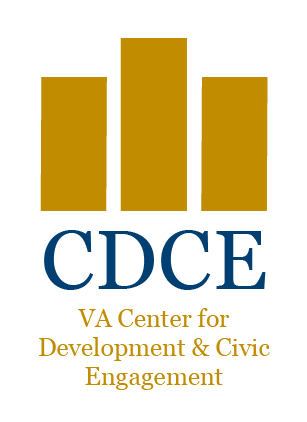 CDCE
VA Center for
Development & Civic
Engagement